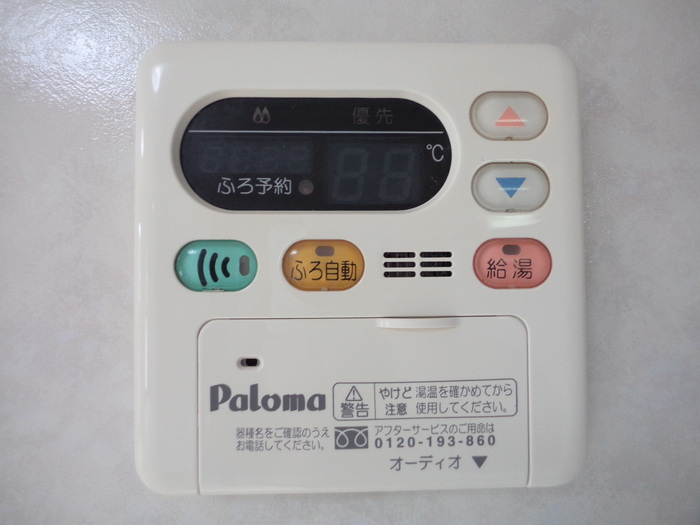 優先
℃
ふろ予約
ふろ自動
給湯
Paloma
警告
やけど注意
湯温を確かめてから
使用してください。
器種名をご確認のうえ
お電話してください。
アフターサービスのご用命は
0120-193-860
オーディオ ▼